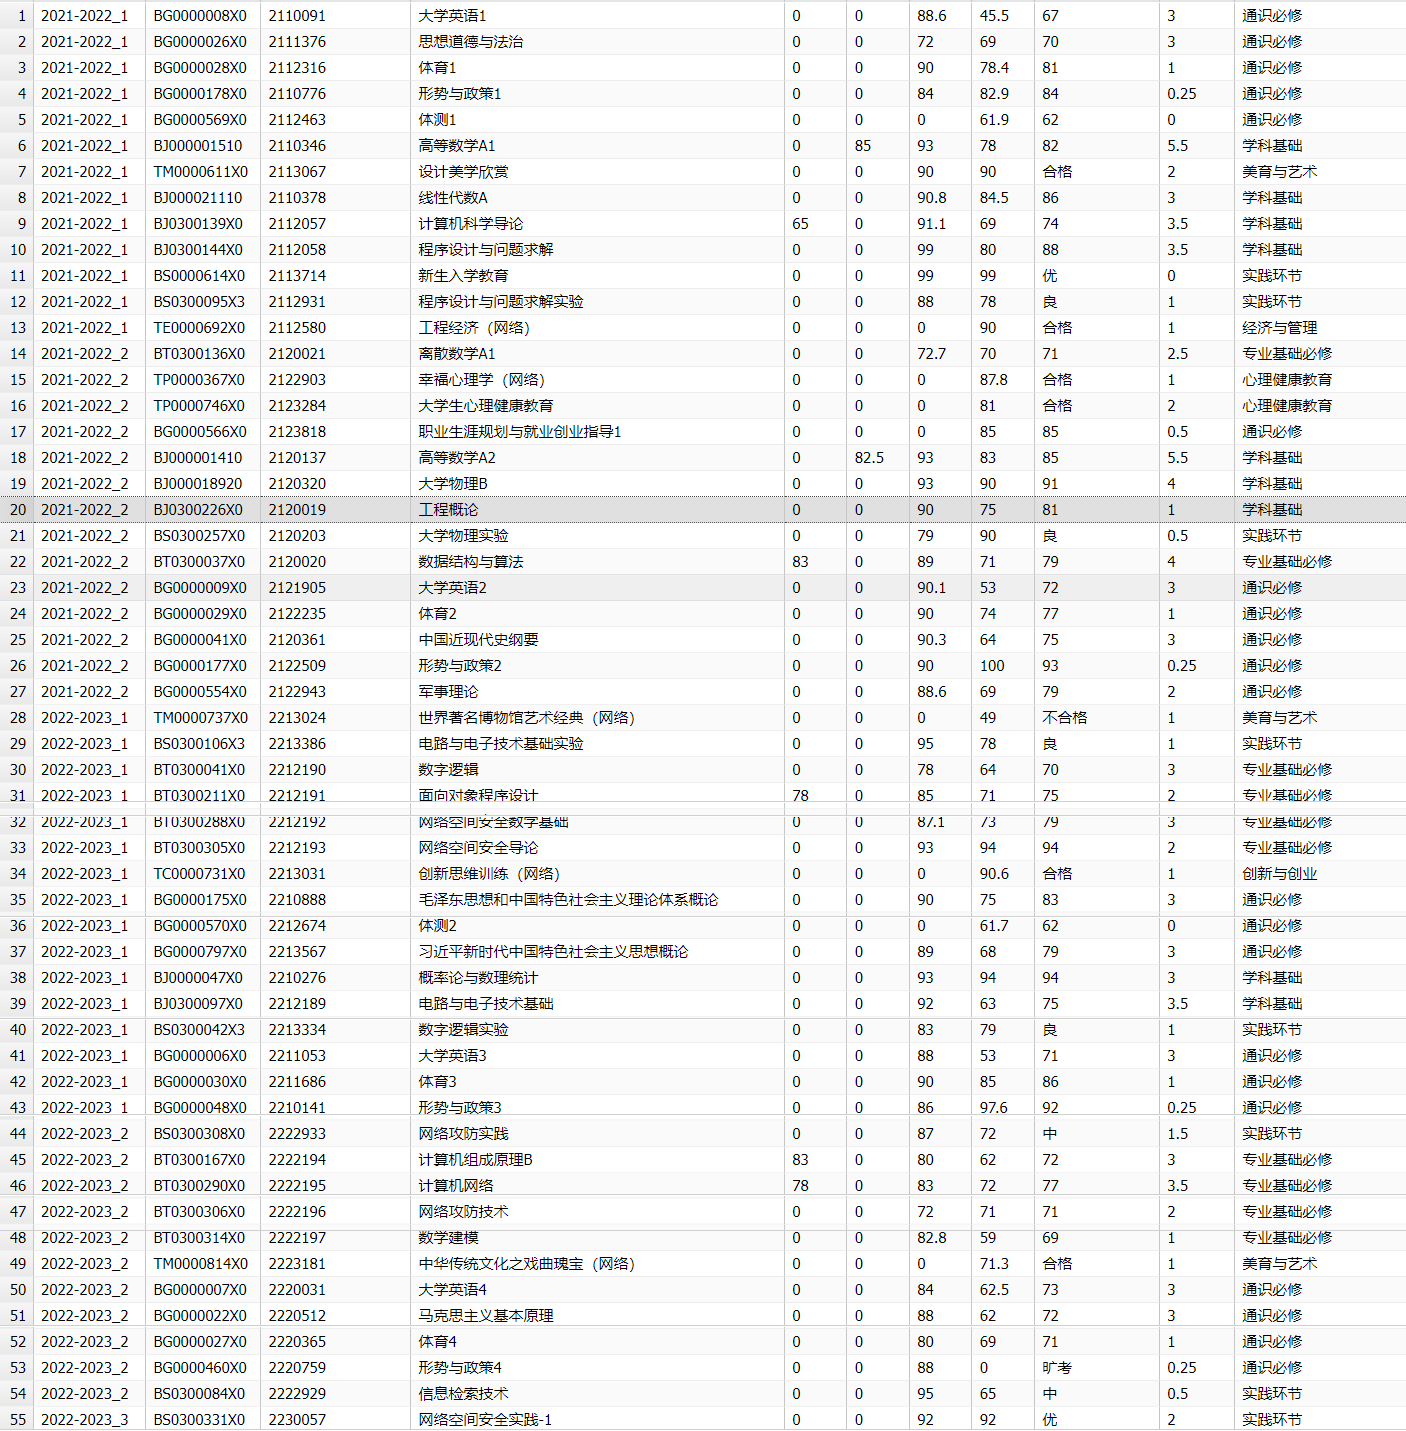 1 2021-2022_1 BG0000008X0 2110091 大学英语1 0 0 88.6 45.5 67 3 通识必修
2 2021-2022_1 BG0000026X0 2111376 思想道德与法治 0 0 72 69 70 3 通识必修
3 2021-2022_1 BG0000028X0 2112316 体育1 0 0 90 78.4 81 1 通识必修
4 2021-2022_1 BG0000178X0 2110776 形势与政策1 0 0 84 82.9 84 0.25 通识必修
5 2021-2022_1 BG0000569X0 2112463 体测1 0 0 0 61.9 62 0 通识必修
6 2021-2022_1 BJ000001510 2110346 高等数学A1 0 85 93 78 82 5.5 学科基础
7 2021-2022_1 TM0000611X0 2113067 设计美学欣赏 0 0 90 90 合格 2 美育与艺术
8 2021-2022_1 BJ000021110 2110378 线性代数A 0 0 90.8 84.5 86 3 学科基础
9 2021-2022_1 BJ0300139X0 2112057 计算机科学导论 65 0 91.1 69 74 3.5 学科基础
10 2021-2022_1 BJ0300144X0 2112058 程序设计与问题求解 0 0 99 80 88 3.5 学科基础
11 2021-2022_1 BS0000614X0 2113714 新生入学教育 0 0 99 99 优 0 实践环节
12 2021-2022_1 BS0300095X3 2112931 程序设计与问题求解实验 0 0 88 78 良 1 实践环节
13 2021-2022_1 TE0000692X0 2112580 工程经济（网络） 0 0 0 90 合格 1 经济与管理
14 2021-2022_2 BT0300136X0 2120021 离散数学A1 0 0 72.7 70 71 2.5 专业基础必修
15 2021-2022_2 TP0000367X0 2122903 幸福心理学（网络） 0 0 0 87.8 合格 1 心理健康教育
16 2021-2022_2 TP0000746X0 2123284 大学生心理健康教育 0 0 0 81 合格 2 心理健康教育
17 2021-2022_2 BG0000566X0 2123818 职业生涯规划与就业创业指导1 0 0 0 85 85 0.5 通识必修
18 2021-2022_2 BJ000001410 2120137 高等数学A2 0 82.5 93 83 85 5.5 学科基础
19 2021-2022_2 BJ000018920 2120320 大学物理B 0 0 93 90 91 4 学科基础
20 2021-2022_2 BJ0300226X0 2120019 工程概论 0 0 90 75 81 1 学科基础
21 2021-2022_2 BS0300257X0 2120203 大学物理实验 0 0 79 90 良 0.5 实践环节
22 2021-2022_2 BT0300037X0 2120020 数据结构与算法 83 0 89 71 79 4 专业基础必修
23 2021-2022_2 BG0000009X0 2121905 大学英语2 0 0 90.1 53 72 3 通识必修
24 2021-2022_2 BG0000029X0 2122235 体育2 0 0 90 74 77 1 通识必修
25 2021-2022_2 BG0000041X0 2120361 中国近现代史纲要 0 0 90.3 64 75 3 通识必修
26 2021-2022_2 BG0000177X0 2122509 形势与政策2 0 0 90 100 93 0.25 通识必修
27 2021-2022_2 BG0000554X0 2122943 军事理论 0 0 88.6 69 79 2 通识必修
28 2022-2023_1 TM0000737X0 2213024 世界著名博物馆艺术经典（网络） 0 0 0 49 不合格 1 美育与艺术
29 2022-2023_1 BS0300106X3 2213386 电路与电子技术基础实验 0 0 95 78 良 1 实践环节
30 2022-2023_1 BT0300041X0 2212190 数字逻辑 0 0 78 64 70 3 专业基础必修
31 2022-2023_1 BT0300211X0 2212191 面向对象程序设计 78 0 85 71 75 2 专业基础必修
32 2022-2023_1 BT0300288X0 2212192 网络空间安全数学基础 0 0 87.1 73 79 3 专业基础必修
33 2022-2023_1 BT0300305X0 2212193 网络空间安全导论 0 0 93 94 94 2 专业基础必修
34 2022-2023_1 TC0000731X0 2213031 创新思维训练（网络） 0 0 0 90.6 合格 1 创新与创业
35 2022-2023_1 BG0000175X0 2210888 毛泽东思想和中国特色社会主义理论体系概论 0 0 90 75 83 3 通识必修
36 2022-2023_1 BG0000570X0 2212674 体测2 0 0 0 61.7 62 0 通识必修
37 2022-2023_1 BG0000797X0 2213567 习近平新时代中国特色社会主义思想概论 0 0 89 68 79 3 通识必修
38 2022-2023_1 BJ0000047X0 2210276 概率论与数理统计 0 0 93 94 94 3 学科基础
39 2022-2023_1 BJ0300097X0 2212189 电路与电子技术基础 0 0 92 63 75 3.5 学科基础
40 2022-2023_1 BS0300042X3 2213334 数字逻辑实验 0 0 83 79 良 1 实践环节
41 2022-2023_1 BG0000006X0 2211053 大学英语3 0 0 88 53 71 3 通识必修
42 2022-2023_1 BG0000030X0 2211686 体育3 0 0 90 85 86 1 通识必修
43 2022-2023_1 BG0000048X0 2210141 形势与政策3 0 0 86 97.6 92 0.25 通识必修
44 2022-2023_2 BS0300308X0 2222933 网络攻防实践 0 0 87 72 中 1.5 实践环节
45 2022-2023_2 BT0300167X0 2222194 计算机组成原理B 83 0 80 62 72 3 专业基础必修
46 2022-2023_2 BT0300290X0 2222195 计算机网络 78 0 83 72 77 3.5 专业基础必修
47 2022-2023_2 BT0300306X0 2222196 网络攻防技术 0 0 72 71 71 2 专业基础必修
48 2022-2023_2 BT0300314X0 2222197 数学建模 0 0 82.8 59 69 1 专业基础必修
49 2022-2023_2 TM0000814X0 2223181 中华传统文化之戏曲瑰宝（网络） 0 0 0 71.3 合格 1 美育与艺术
50 2022-2023_2 BG0000007X0 2220031 大学英语4 0 0 84 62.5 73 3 通识必修
51 2022-2023_2 BG0000022X0 2220512 马克思主义基本原理 0 0 88 62 72 3 通识必修
52 2022-2023_2 BG0000027X0 2220365 体育4 0 0 80 69 71 1 通识必修
53 2022-2023_2 BG0000460X0 2220759 形势与政策4 0 0 88 0 旷考 0.25 通识必修
54 2022-2023_2 BS0300084X0 2222929 信息检索技术 0 0 95 65 中 0.5 实践环节
55 2022-2023_3 BS0300331X0 2230057 网络空间安全实践-1 0 0 92 92 优 2 实践环节